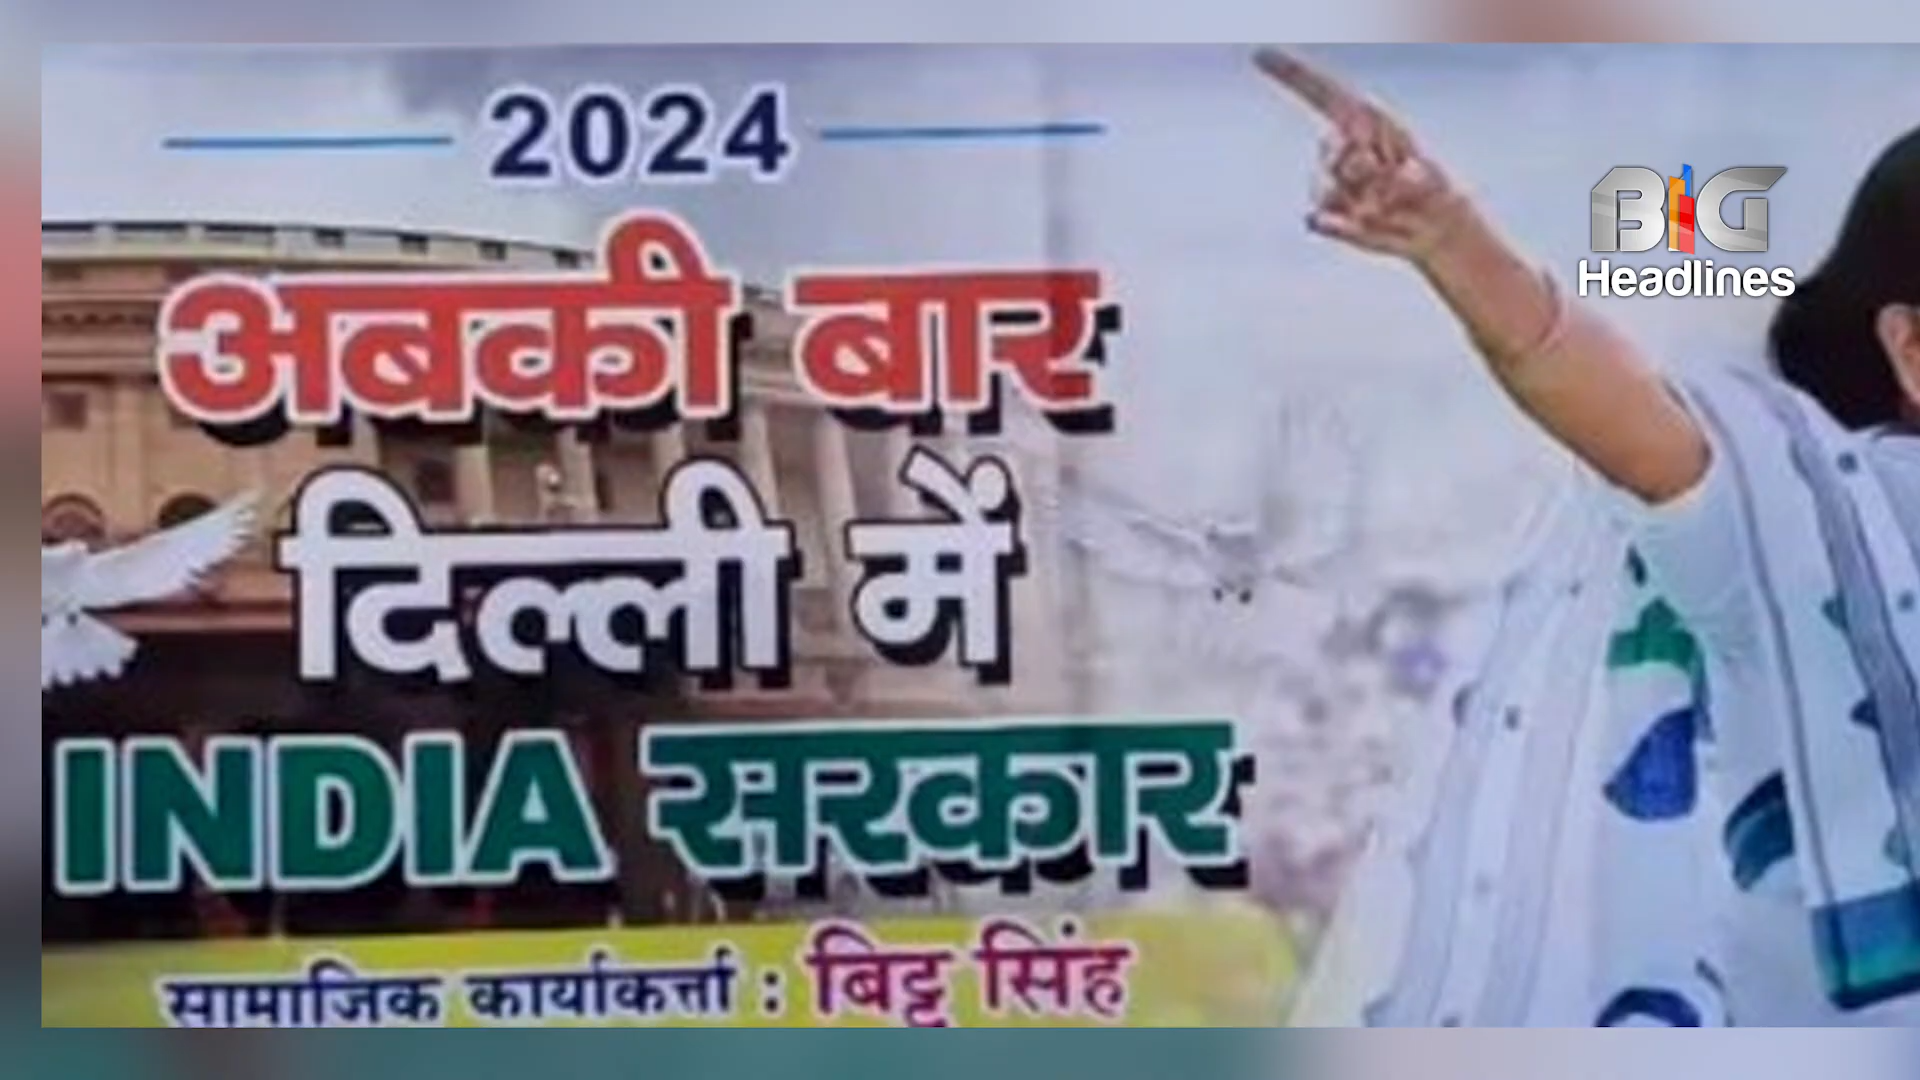 2024
BIG
Headlines
अबकी बार
दिल्ली में
INDIA सरकार
सामाजिक कार्याकर्त्ता : बिट्टू सिंह